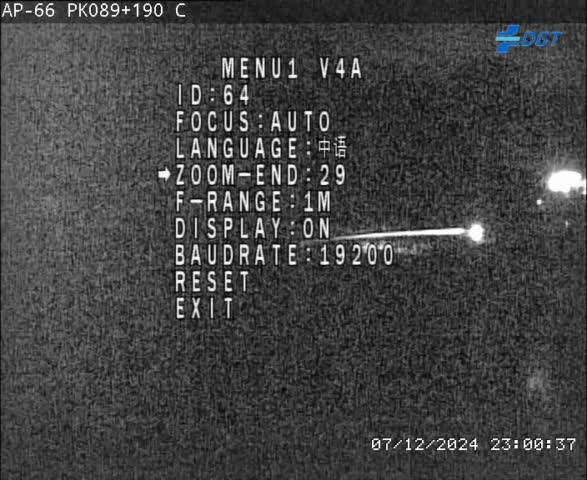 AP-66 PK089+190 C
DGT
MENU1 V4A
ID:64
FOCUS:AUTO
LANGUAGE:中语
ZOOM-END:29
F-RANGE:1M
DISPLAY:ON
BAUDRATE:19200
RESET
EXIT
07/12/2024 23:00:37